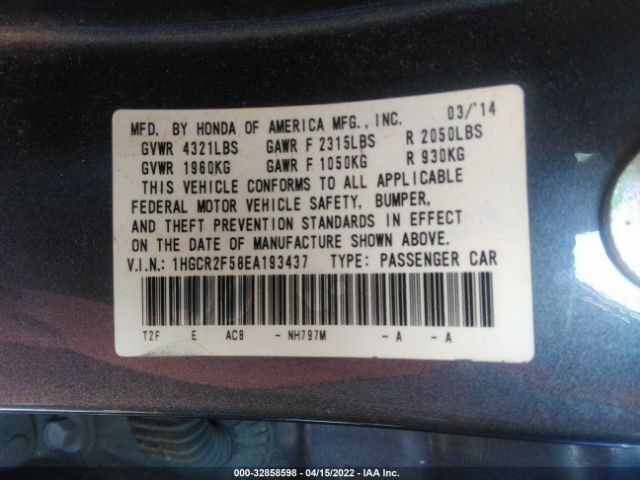 03/'14
MFD. BY HONDA OF AMERICA MFG., INC.
GVWR 4321LBS GAWR F 2315LBS R 2050LBS
GVWR 1960KG GAWR F 1050KG R 930KG
THIS VEHICLE CONFORMS TO ALL APPLICABLE
FEDERAL MOTOR VEHICLE SAFETY, BUMPER,
AND THEFT PREVENTION STANDARDS IN EFFECT
ON THE DATE OF MANUFACTURE SHOWN ABOVE.
V.I.N.: 1HGCR2F58EA193437 TYPE: PASSENGER CAR
T2F E AC8 - NH797M - A - A
000-32858598 - 04/15/2022 - IAA Inc.